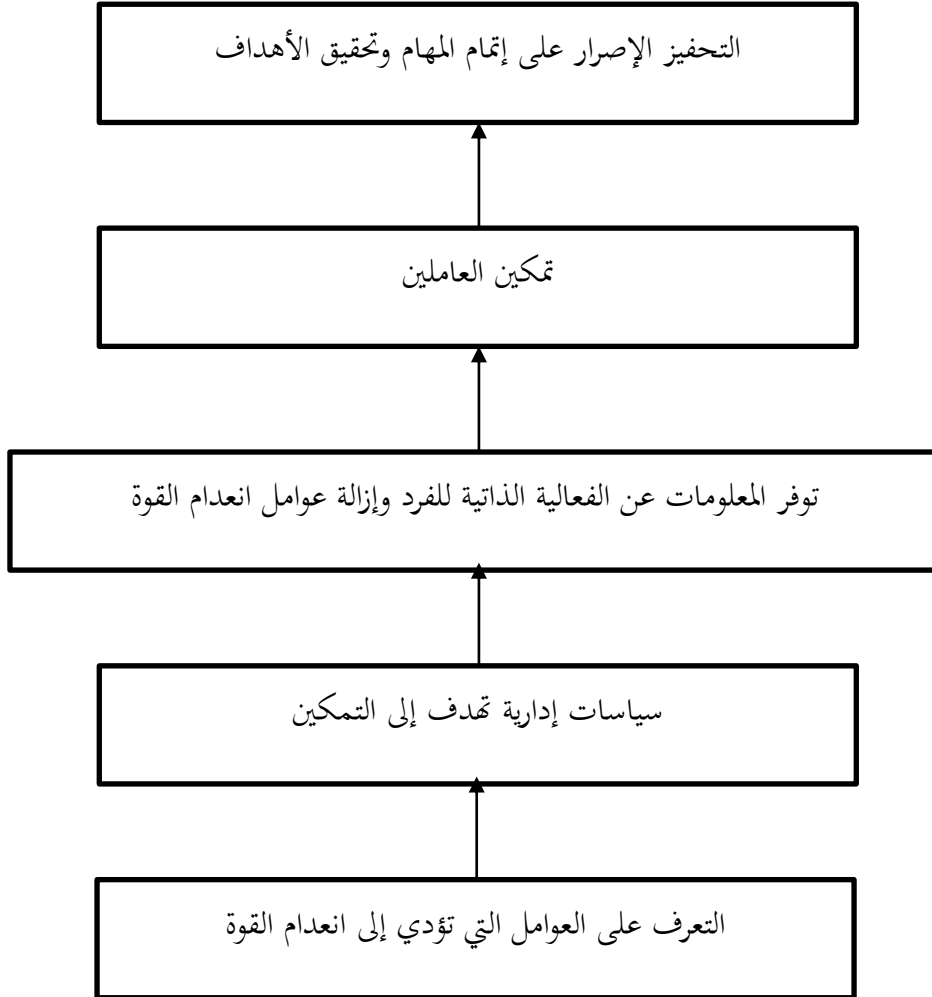 التحفيز الإصرار على إتمام المهام وتحقيق الأهداف
تمكين العاملين
توفر المعلومات عن الفعالية الذاتية للفرد وإزالة عوامل انعدام القوة
سياسات إدارية تهدف إلى التمكين
التعرف على العوامل التي تؤدي إلى انعدام القوة